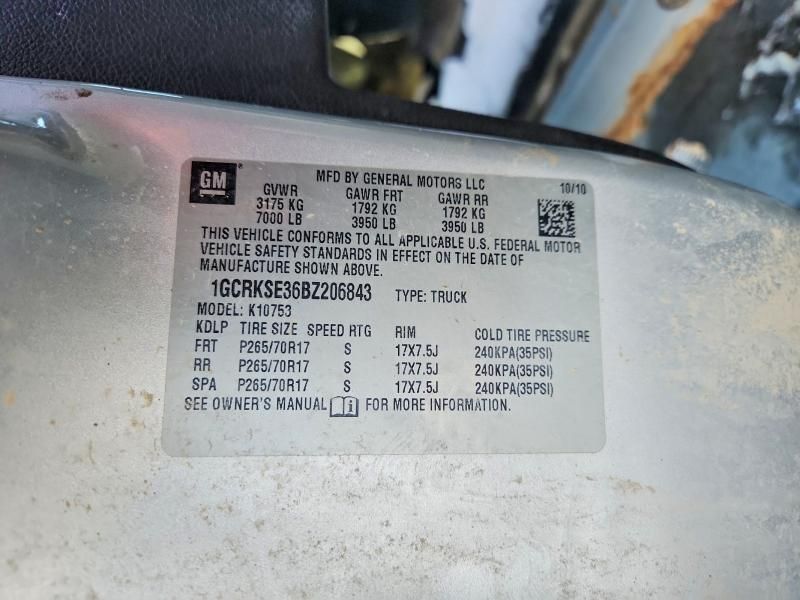 GM
MFD BY GENERAL MOTORS LLC 10/10
GVWR GAWR FRT GAWR RR
3175 KG 1792 KG 1792 KG
7000 LB 3950 LB 3950 LB
THIS VEHICLE CONFORMS TO ALL APPLICABLE U.S. FEDERAL MOTOR
VEHICLE SAFETY STANDARDS IN EFFECT ON THE DATE OF
MANUFACTURE SHOWN ABOVE.
1GCRKSE36BZ206843 TYPE: TRUCK
MODEL: K10753
KDLP TIRE SIZE SPEED RTG RIM COLD TIRE PRESSURE
FRT P265/70R17 S 17X7.5J 240KPA(35PSI)
RR P265/70R17 S 17X7.5J 240KPA(35PSI)
SPA P265/70R17 S 17X7.5J 240KPA(35PSI)
SEE OWNER'S MANUAL FOR MORE INFORMATION.